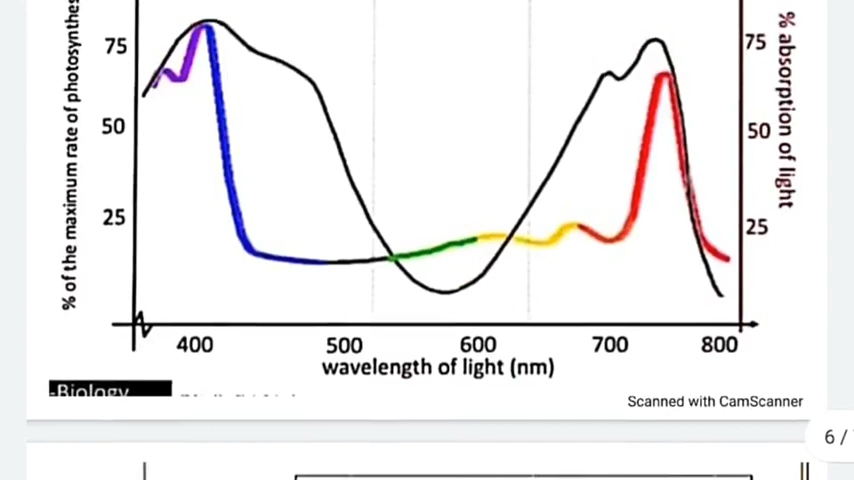 % of the maximum rate of photosynthes
75
50
25
75
50
25
% absorption of light
400 500 600 700 800
wavelength of light (nm)
-Biology
Scanned with CamScanner
6 /